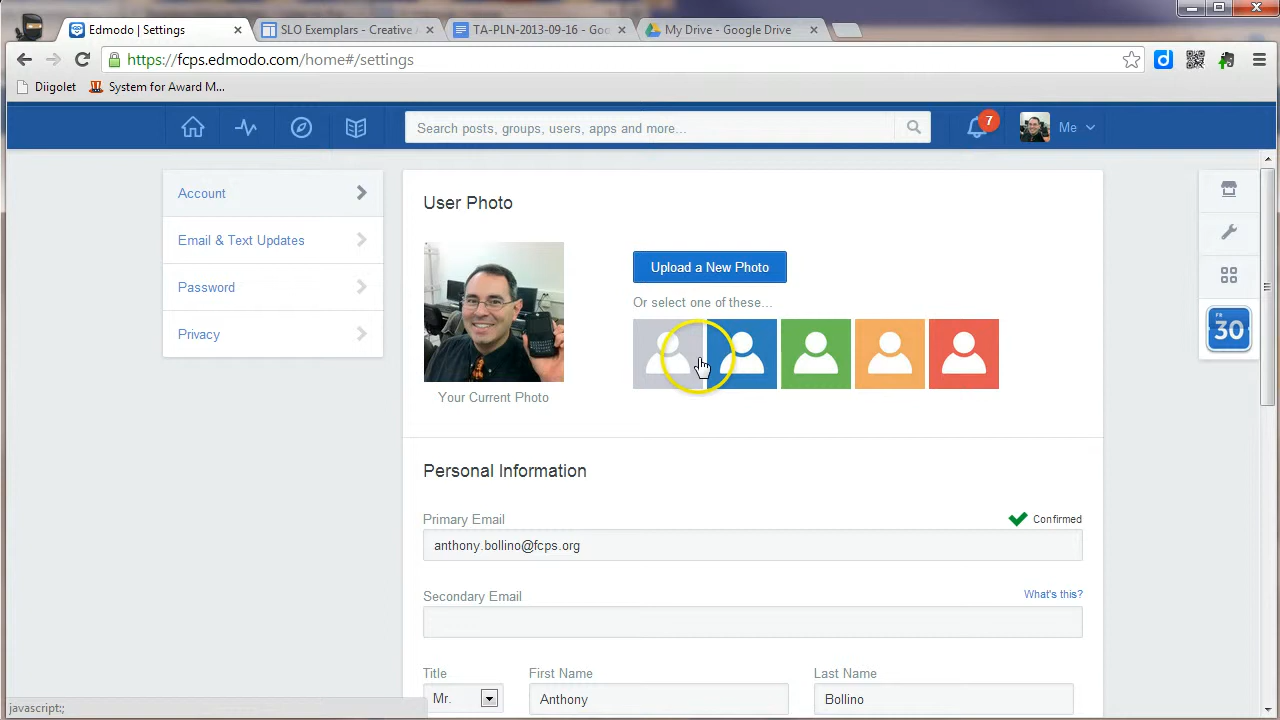 Edmodo | Settings
SLO Exemplars - Creative A
TA-PLN-2013-09-16 - Goo
My Drive - Google Drive
https://fcps.edmodo.com/home#/settings
Diigolet
System for Award M...
Search posts, groups, users, apps and more...
7
Me
Account
Email & Text Updates
Password
Privacy
User Photo
Upload a New Photo
Or select one of these...
Your Current Photo
30
Personal Information
Primary Email
Confirmed
anthony.bollino@fcps.org
Secondary Email
What's this?
Title
First Name
Last Name
Mr.
Anthony
Bollino
javascript:;